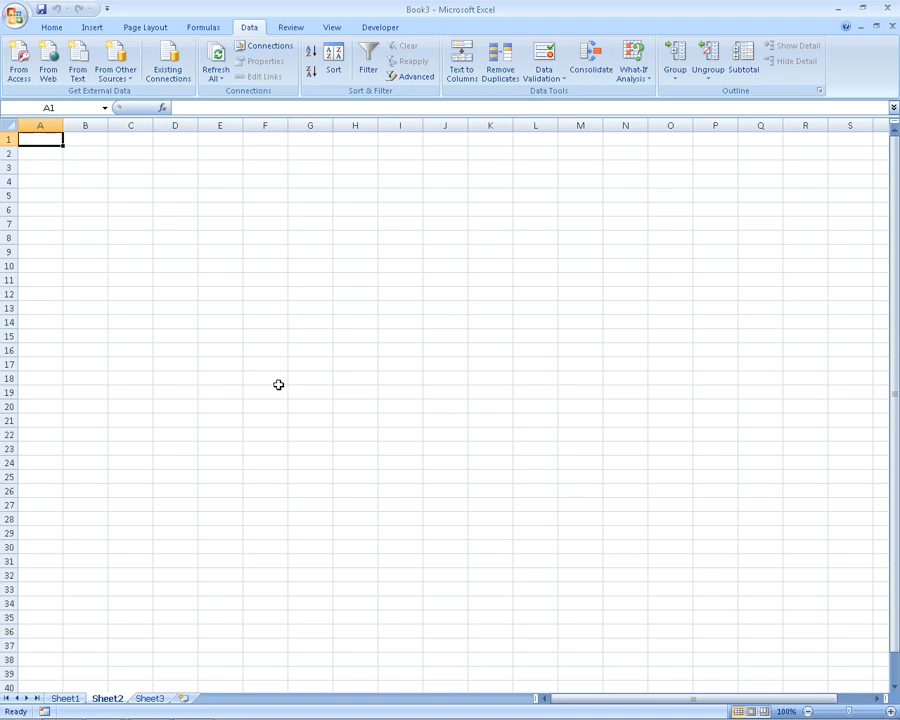 Book3 - Microsoft Excel
Home Insert Page Layout Formulas Data Review View Developer
From Access
From Web
From Text
From Other Sources
Existing Connections
Get External Data
Refresh All
Connections
Properties
Edit Links
Connections
Sort
Filter
Clear
Reapply
Advanced
Sort & Filter
Text to Columns
Remove Duplicates
Data Validation
Consolidate
What-If Analysis
Data Tools
Group
Ungroup
Subtotal
Show Detail
Hide Detail
Outline
A1 fx
A B C D E F G H I J K L M N O P Q R S
1
2
3
4
5
6
7
8
9
10
11
12
13
14
15
16
17
18
19
20
21
22
23
24
25
26
27
28
29
30
31
32
33
34
35
36
37
38
39
40
Sheet1 Sheet2 Sheet3
Ready 100%